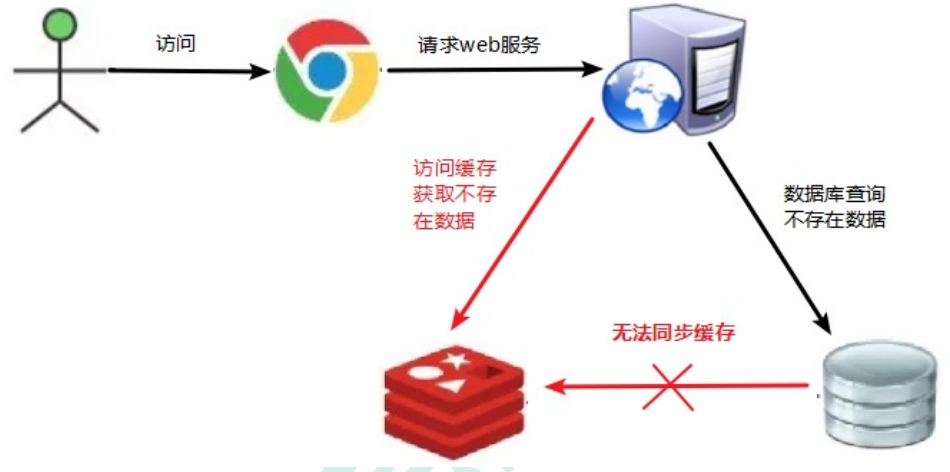 访问
请求web服务
访问缓存
获取不存
在数据
数据库查询
不存在数据
无法同步缓存